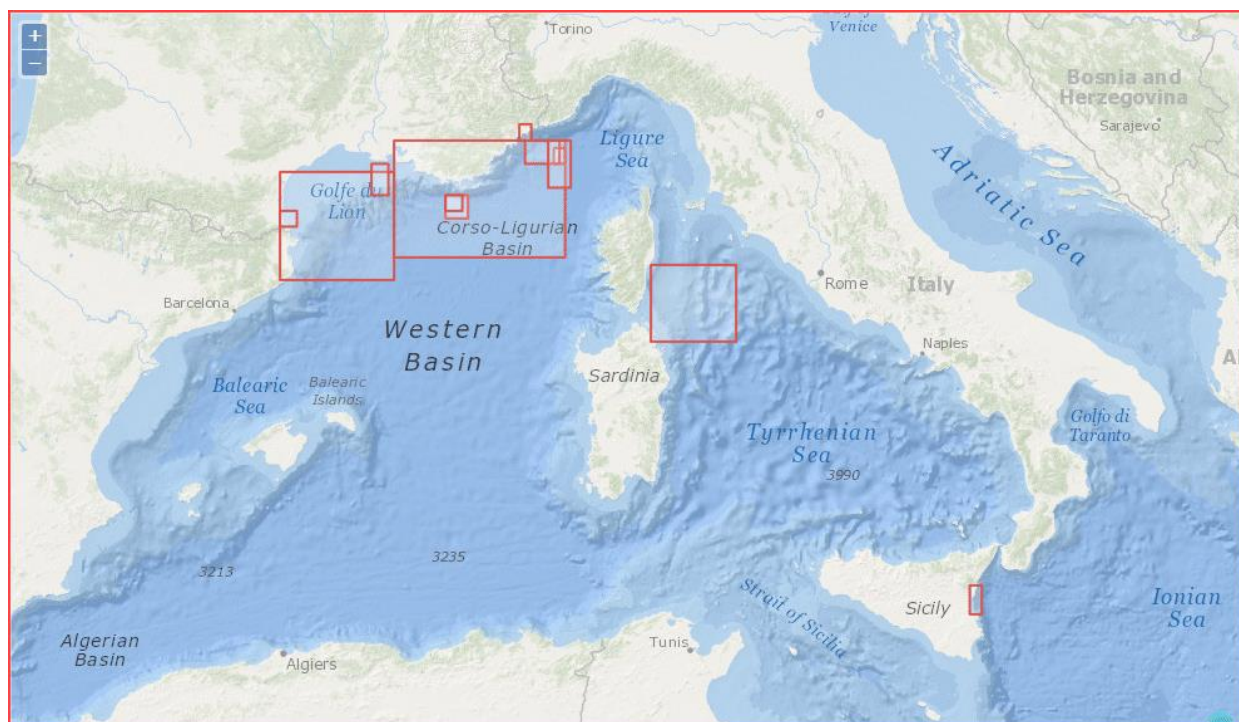 +
−
Torino
Venice
Bosnia and
Herzegovina
Sarajevo
Ligure
Sea
Adriatic Sea
Golfe du
Lion
Corso-Ligurian
Basin
Barcelona
Rome
Italy
Western
Basin
Naples
Sardinia
Balearic
Sea
Balearic
Islands
Golfo di
Taranto
Tyrrhenian
Sea
3990
3235
3213
Strait of Sicilia
Sicily
Ionian
Sea
Algerian
Basin
Algiers
Tunis